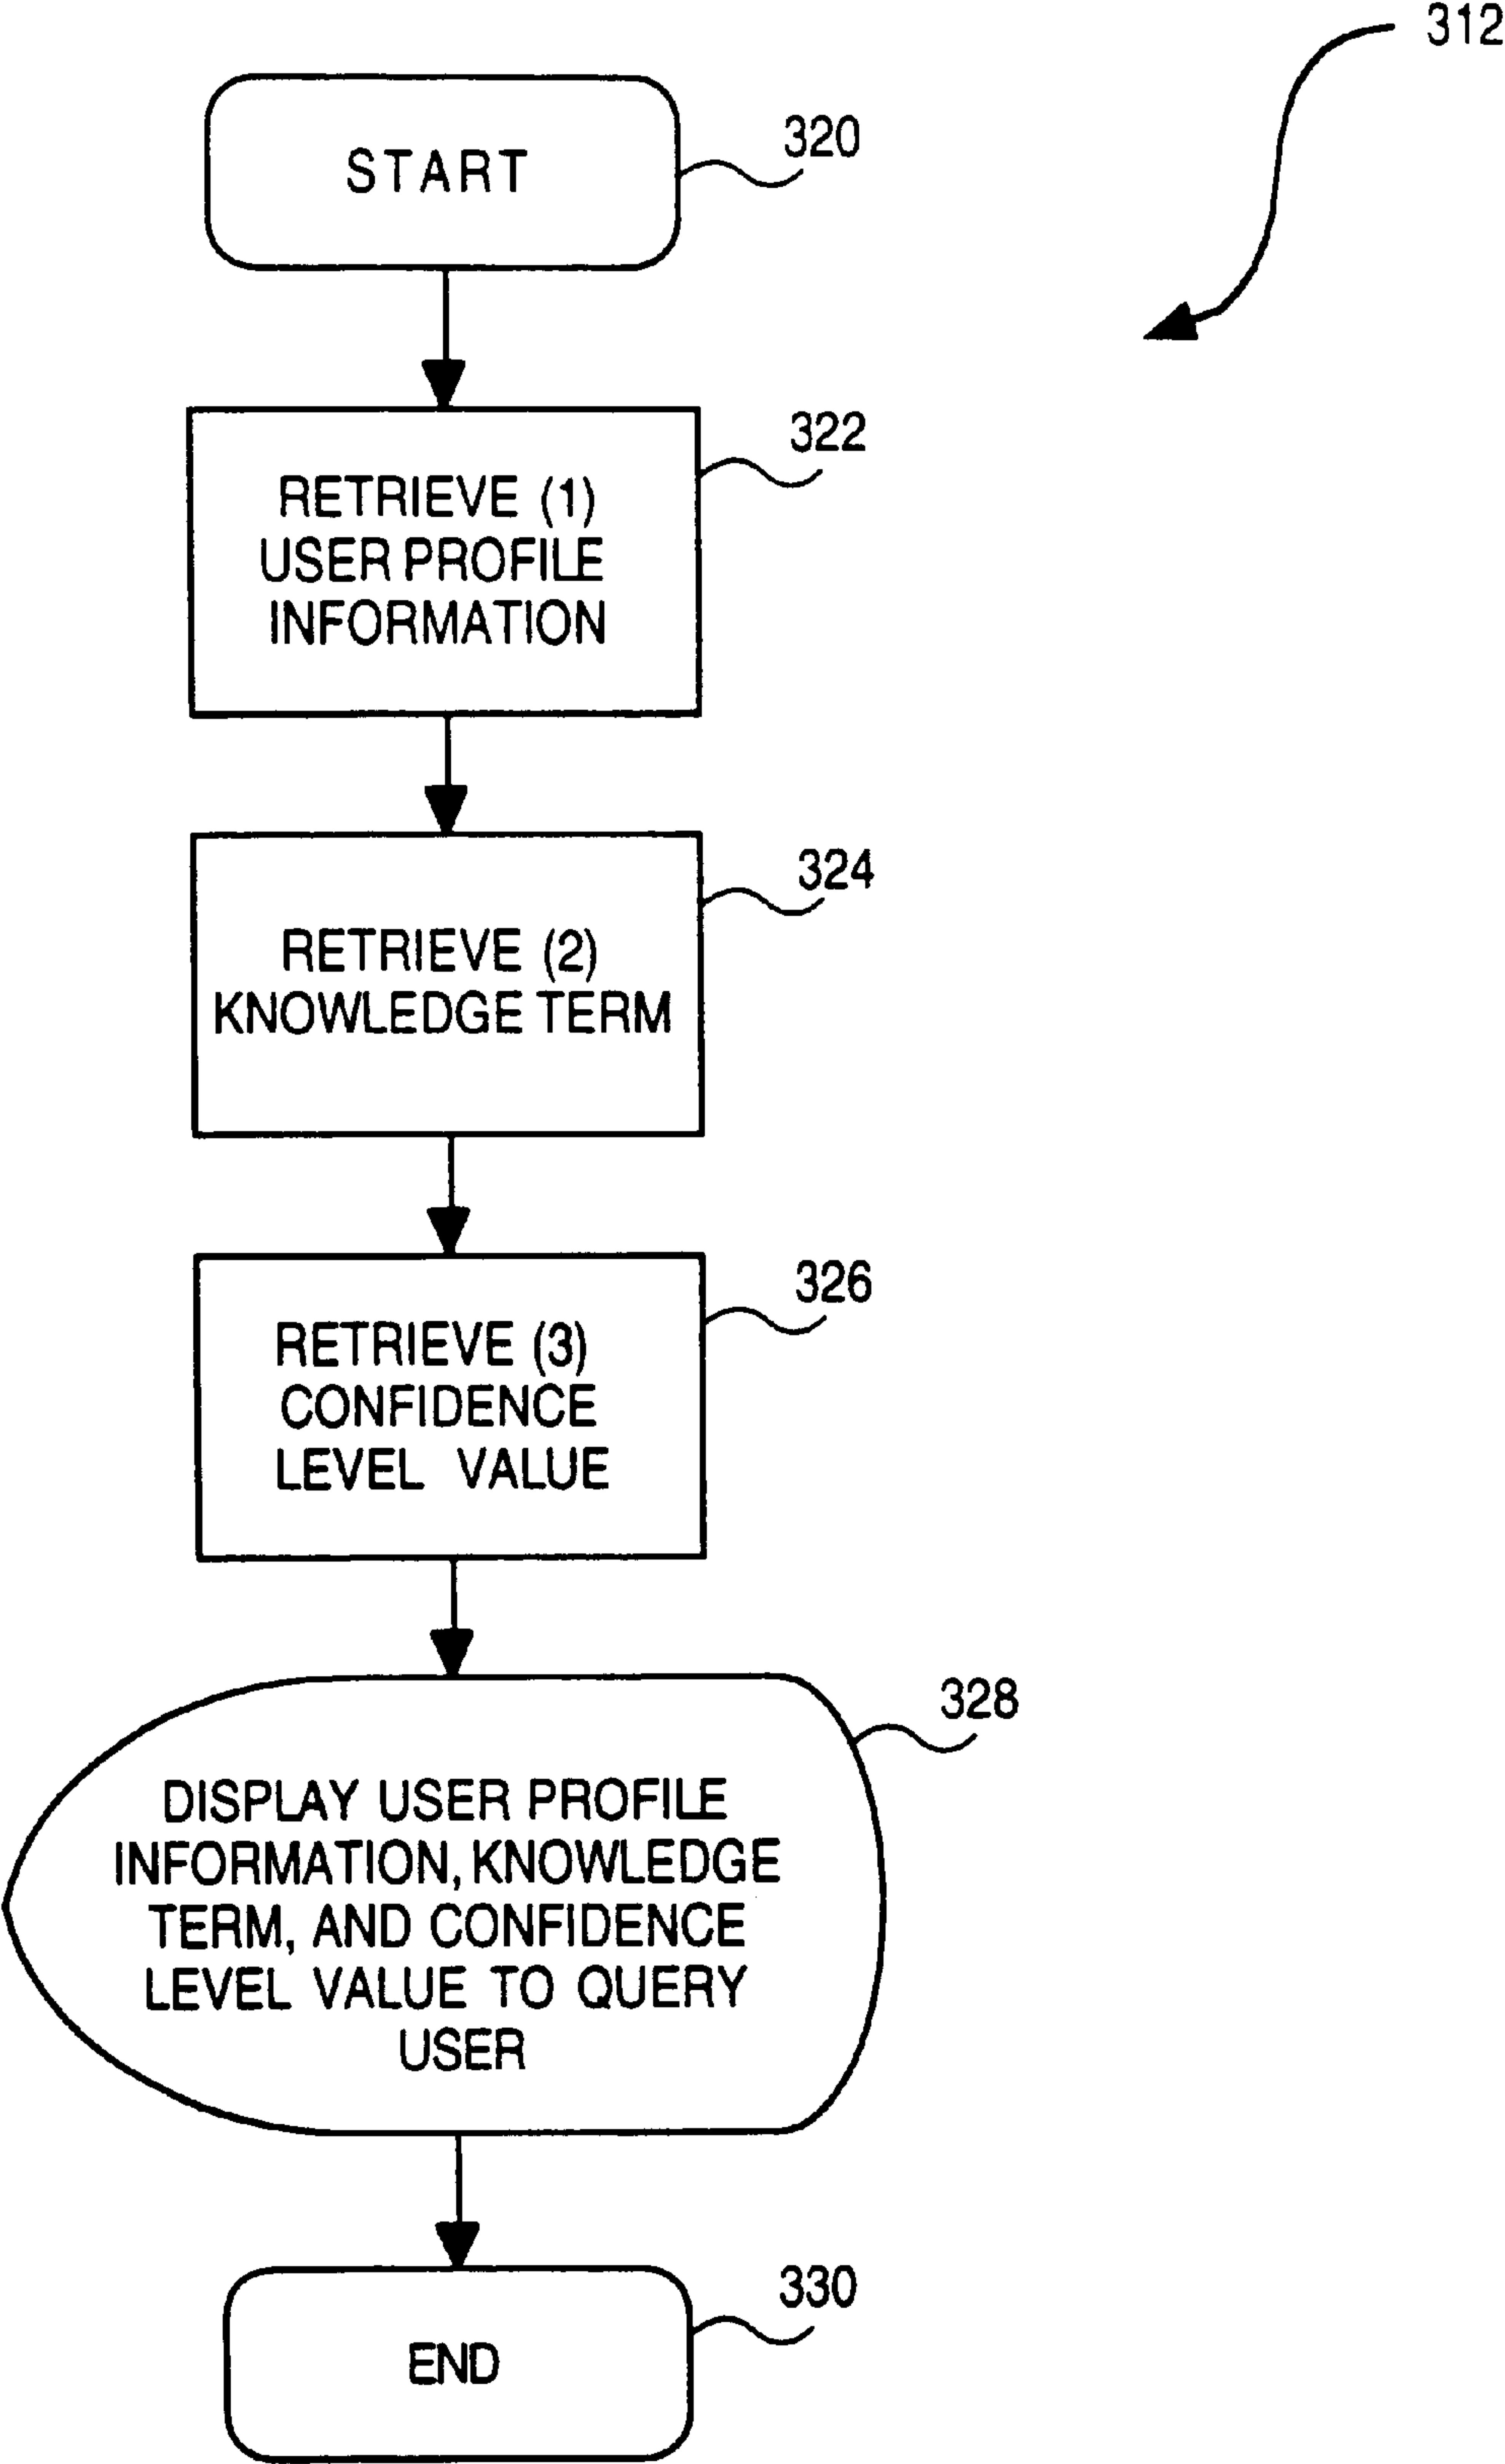 312
START
320
RETRIEVE (1)
USER PROFILE
INFORMATION
322
RETRIEVE (2)
KNOWLEDGE TERM
324
RETRIEVE (3)
CONFIDENCE
LEVEL VALUE
326
DISPLAY USER PROFILE
INFORMATION, KNOWLEDGE
TERM, AND CONFIDENCE
LEVEL VALUE TO QUERY
USER
328
END
330